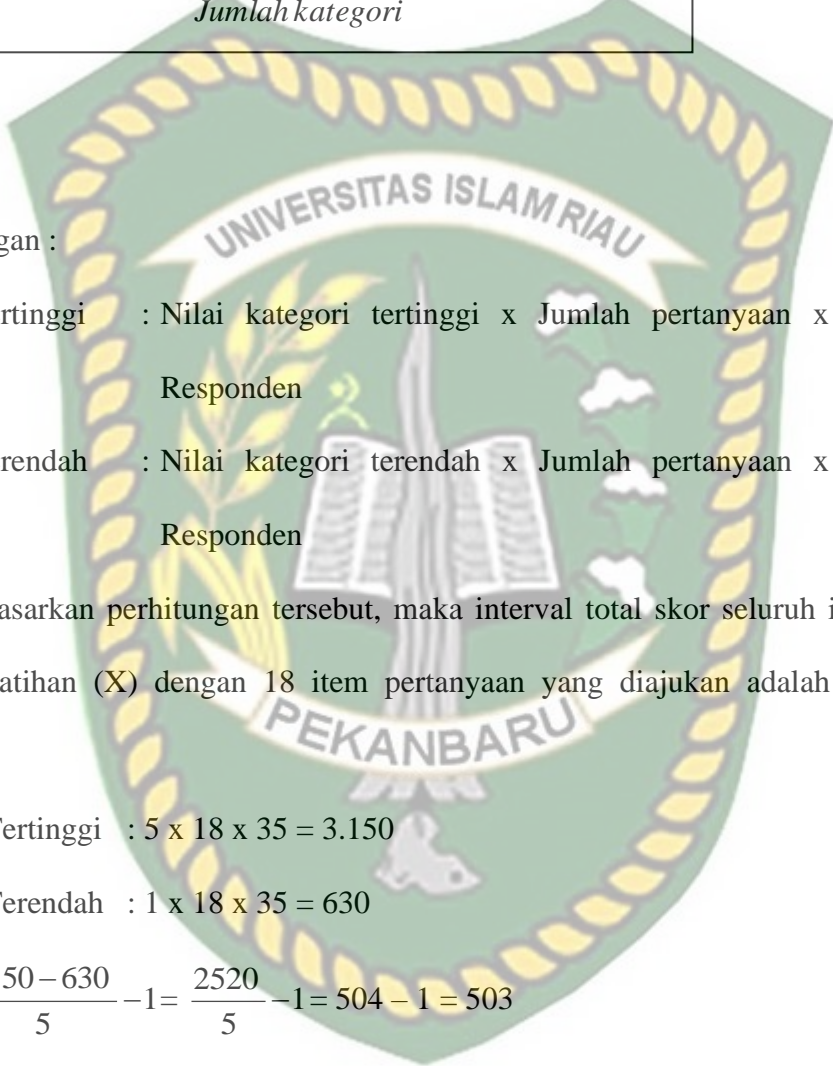 Jumlah kategori
UNIVERSITAS ISLAM RIAU
gan :
rtinggi : Nilai kategori tertinggi x Jumlah pertanyaan x
Responden
rendah : Nilai kategori terendah x Jumlah pertanyaan x
Responden
asarkan perhitungan tersebut, maka interval total skor seluruh i
atihan (X) dengan 18 item pertanyaan yang diajukan adalah
PEKANBARU
Tertinggi : 5 x 18 x 35 = 3.150
Terendah : 1 x 18 x 35 = 630
50 – 630 / 5 – 1 = 2520 / 5 – 1 = 504 – 1 = 503